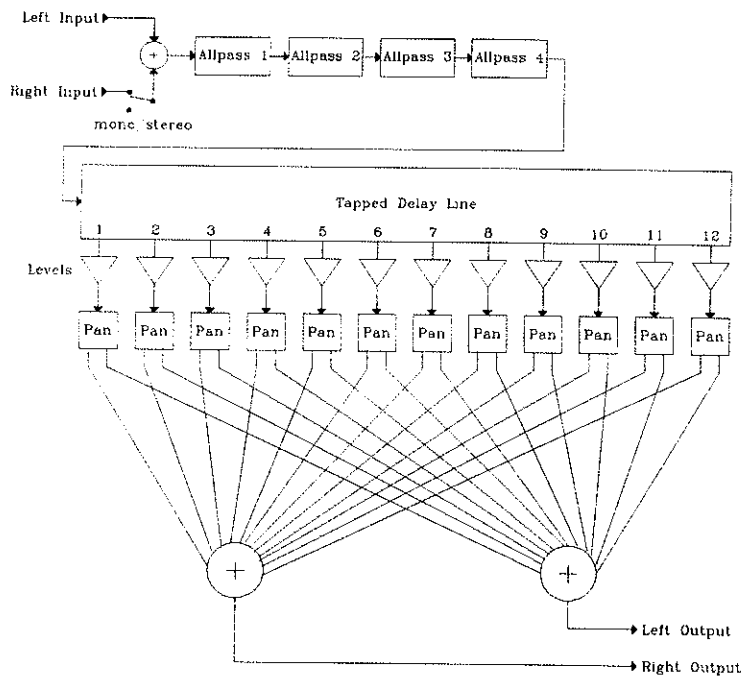 Left Input
+
Allpass 1
Allpass 2
Allpass 3
Allpass 4
Right Input
mono/stereo
Tapped Delay Line
1 2 3 4 5 6 7 8 9 10 11 12
Levels
Pan Pan Pan Pan Pan Pan Pan Pan Pan Pan Pan Pan
+ +
Left Output
Right Output